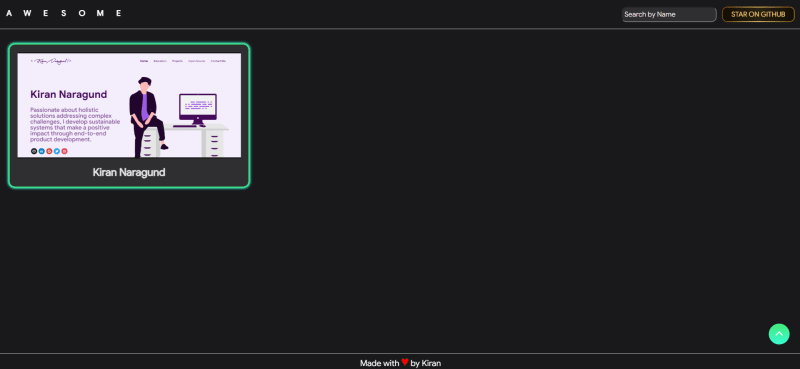 A W E S O M E
Search by Name
STAR ON GITHUB
Kiran Naragund
Home Education Projects Open Source Contact Me
Kiran Naragund
Passionate about holistic
solutions addressing complex
challenges, I develop sustainable
systems that make a positive
impact through end-to-end
product development.
Kiran Naragund
Made with ♥ by Kiran